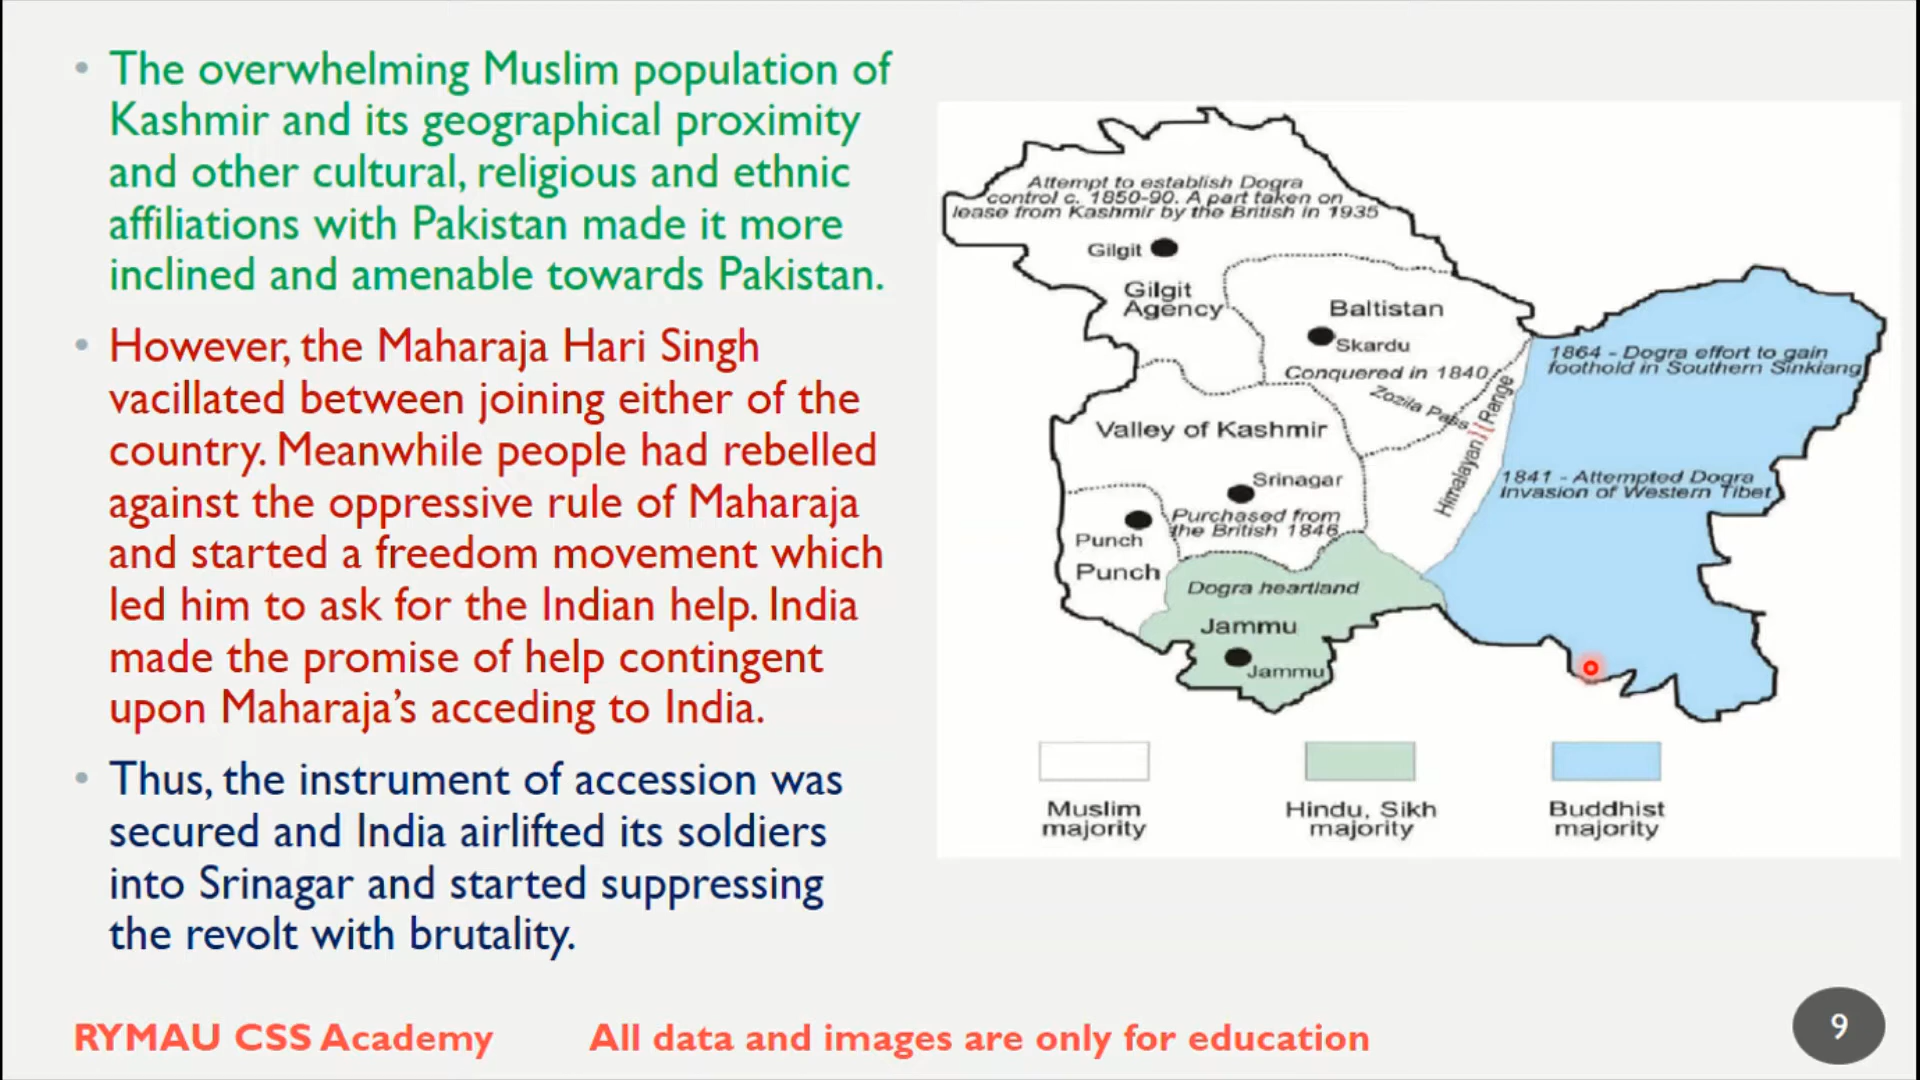 • The overwhelming Muslim population of
Kashmir and its geographical proximity
and other cultural, religious and ethnic
affiliations with Pakistan made it more
inclined and amenable towards Pakistan.
• However, the Maharaja Hari Singh
vacillated between joining either of the
country. Meanwhile people had rebelled
against the oppressive rule of Maharaja
and started a freedom movement which
led him to ask for the Indian help. India
made the promise of help contingent
upon Maharaja's acceding to India.
• Thus, the instrument of accession was
secured and India airlifted its soldiers
into Srinagar and started suppressing
the revolt with brutality.
Attempt to establish Dogra
control c. 1850-90. A part taken on
lease from Kashmir by the British in 1935
Gilgit
Gilgit
Agency
Baltistan
Skardu
Conquered in 1840
Zozila Pass
Himalayan Range
1864 - Dogra effort to gain
foothold in Southern Sinkiang
1841 - Attempted Dogra
Invasion of Western Tibet
Valley of Kashmir
Srinagar
Purchased from
the British 1846
Punch
Punch
Dogra heartland
Jammu
Jammu
Muslim
majority
Hindu, Sikh
majority
Buddhist
majority
RYMAU CSS Academy
All data and images are only for education
9